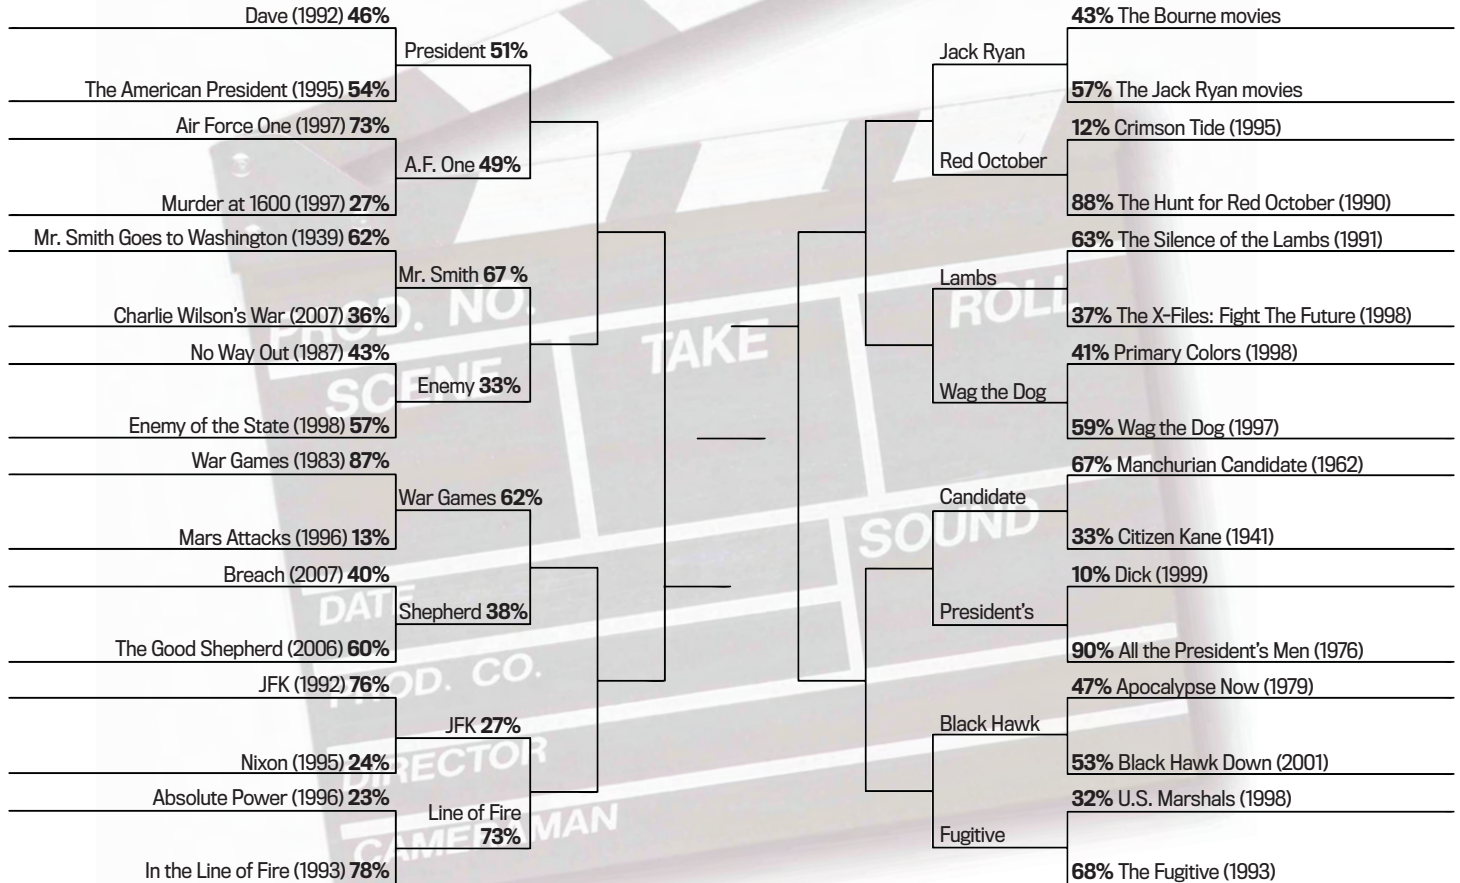 Dave (1992) 46%
President 51%
The American President (1995) 54%
Air Force One (1997) 73%
A.F. One 49%
Murder at 1600 (1997) 27%
Mr. Smith Goes to Washington (1939) 62%
Mr. Smith 67 %
Charlie Wilson's War (2007) 36%
No Way Out (1987) 43%
Enemy 33%
Enemy of the State (1998) 57%
War Games (1983) 87%
War Games 62%
Mars Attacks (1996) 13%
Breach (2007) 40%
Shepherd 38%
The Good Shepherd (2006) 60%
JFK (1992) 76%
JFK 27%
Nixon (1995) 24%
Absolute Power (1996) 23%
Line of Fire
73%
In the Line of Fire (1993) 78%
43% The Bourne movies
Jack Ryan
57% The Jack Ryan movies
12% Crimson Tide (1995)
Red October
88% The Hunt for Red October (1990)
63% The Silence of the Lambs (1991)
Lambs
37% The X-Files: Fight The Future (1998)
41% Primary Colors (1998)
Wag the Dog
59% Wag the Dog (1997)
67% Manchurian Candidate (1962)
Candidate
33% Citizen Kane (1941)
10% Dick (1999)
President's
90% All the President's Men (1976)
47% Apocalypse Now (1979)
Black Hawk
53% Black Hawk Down (2001)
32% U.S. Marshals (1998)
Fugitive
68% The Fugitive (1993)
PROD. NO.
SCENE
TAKE
ROLL
SOUND
DATE
PROD. CO.
DIRECTOR
CAMERAMAN